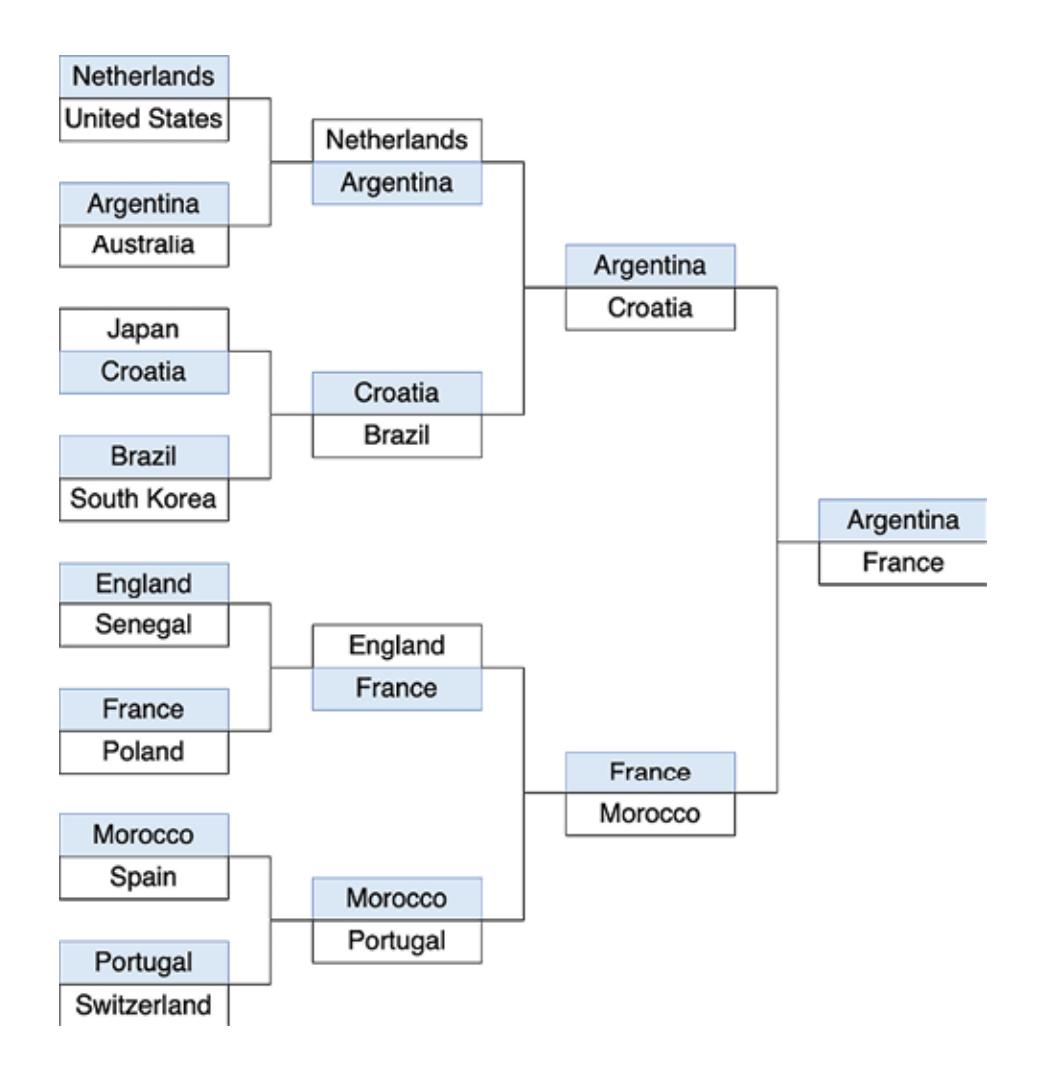 Netherlands
United States
Argentina
Australia
Japan
Croatia
Brazil
South Korea
England
Senegal
France
Poland
Morocco
Spain
Portugal
Switzerland
Netherlands
Argentina
Croatia
Brazil
England
France
Morocco
Portugal
Argentina
Croatia
France
Morocco
Argentina
France